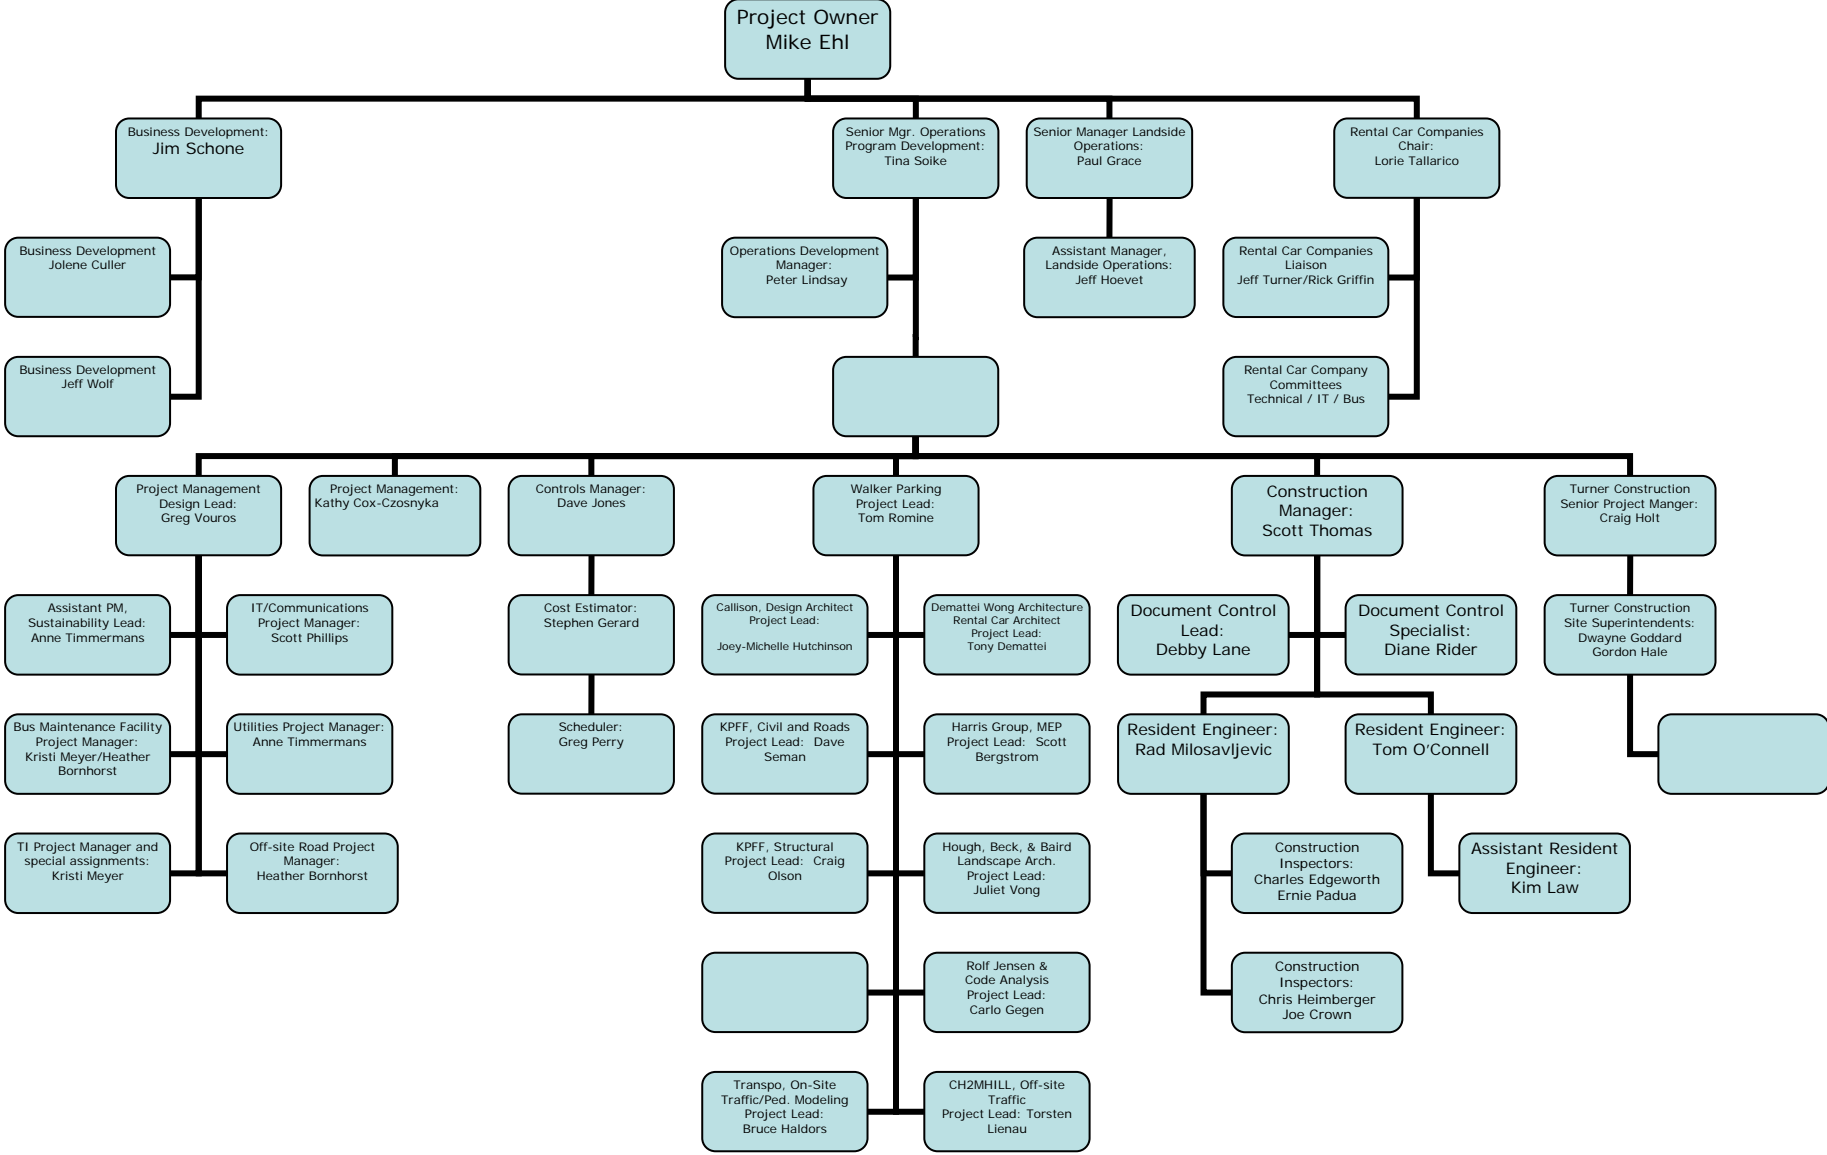 Project Owner
Mike Ehl
Business Development:
Jim Schone
Senior Mgr. Operations
Program Development:
Tina Soike
Senior Manager Landside
Operations:
Paul Grace
Rental Car Companies
Chair:
Lorie Tallarico
Business Development
Jolene Culler
Operations Development
Manager:
Peter Lindsay
Assistant Manager,
Landside Operations:
Jeff Hoevet
Rental Car Companies
Liaison
Jeff Turner/Rick Griffin
Business Development
Jeff Wolf
Rental Car Company
Committees
Technical / IT / Bus
Project Management
Design Lead:
Greg Vouros
Project Management:
Kathy Cox-Czosnyka
Controls Manager:
Dave Jones
Walker Parking
Project Lead:
Tom Romine
Construction
Manager:
Scott Thomas
Turner Construction
Senior Project Manger:
Craig Holt
Assistant PM,
Sustainability Lead:
Anne Timmermans
IT/Communications
Project Manager:
Scott Phillips
Cost Estimator:
Stephen Gerard
Callison, Design Architect
Project Lead:
Joey-Michelle Hutchinson
Demattei Wong Architecture
Rental Car Architect
Project Lead:
Tony Demattei
Document Control
Lead:
Debby Lane
Document Control
Specialist:
Diane Rider
Turner Construction
Site Superintendents:
Dwayne Goddard
Gordon Hale
Bus Maintenance Facility
Project Manager:
Kristi Meyer/Heather
Bornhorst
Utilities Project Manager:
Anne Timmermans
Scheduler:
Greg Perry
KPFF, Civil and Roads
Project Lead: Dave
Seman
Harris Group, MEP
Project Lead: Scott
Bergstrom
Resident Engineer:
Rad Milosavljevic
Resident Engineer:
Tom O'Connell
TI Project Manager and
special assignments:
Kristi Meyer
Off-site Road Project
Manager:
Heather Bornhorst
KPFF, Structural
Project Lead: Craig
Olson
Hough, Beck, & Baird
Landscape Arch.
Project Lead:
Juliet Vong
Construction
Inspectors:
Charles Edgeworth
Ernie Padua
Assistant Resident
Engineer:
Kim Law
Rolf Jensen &
Code Analysis
Project Lead:
Carlo Gegen
Construction
Inspectors:
Chris Heimberger
Joe Crown
Transpo, On-Site
Traffic/Ped. Modeling
Project Lead:
Bruce Haldors
CH2MHILL, Off-site
Traffic
Project Lead: Torsten
Lienau